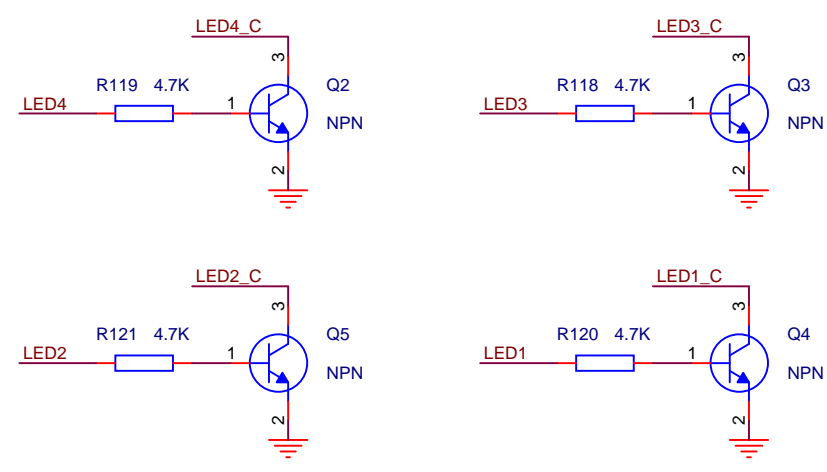 LED4_C
3
R119 4.7K
Q2
LED4
1
NPN
2
LED3_C
3
R118 4.7K
Q3
LED3
1
NPN
2
LED2_C
3
R121 4.7K
Q5
LED2
1
NPN
2
LED1_C
3
R120 4.7K
Q4
LED1
1
NPN
2